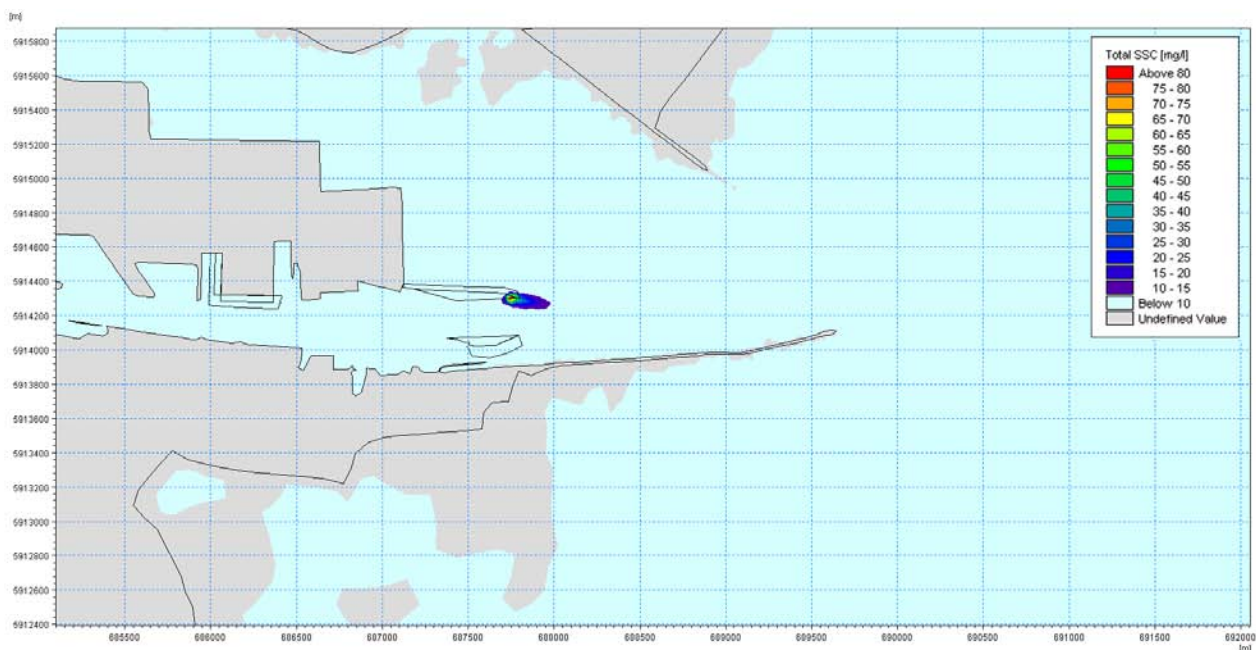 [m]
5915800
5915600
5915400
5915200
5915000
5914800
5914600
5914400
5914200
5914000
5913800
5913600
5913400
5913200
5913000
5912800
5912600
5912400
Total SSC [mg/l]
Above 80
75 - 80
70 - 75
65 - 70
60 - 65
55 - 60
50 - 55
45 - 50
40 - 45
35 - 40
30 - 35
25 - 30
20 - 25
15 - 20
10 - 15
Below 10
Undefined Value
685500 686000 686500 687000 687500 688000 688500 689000 689500 690000 690500 691000 691500 692000
[m]